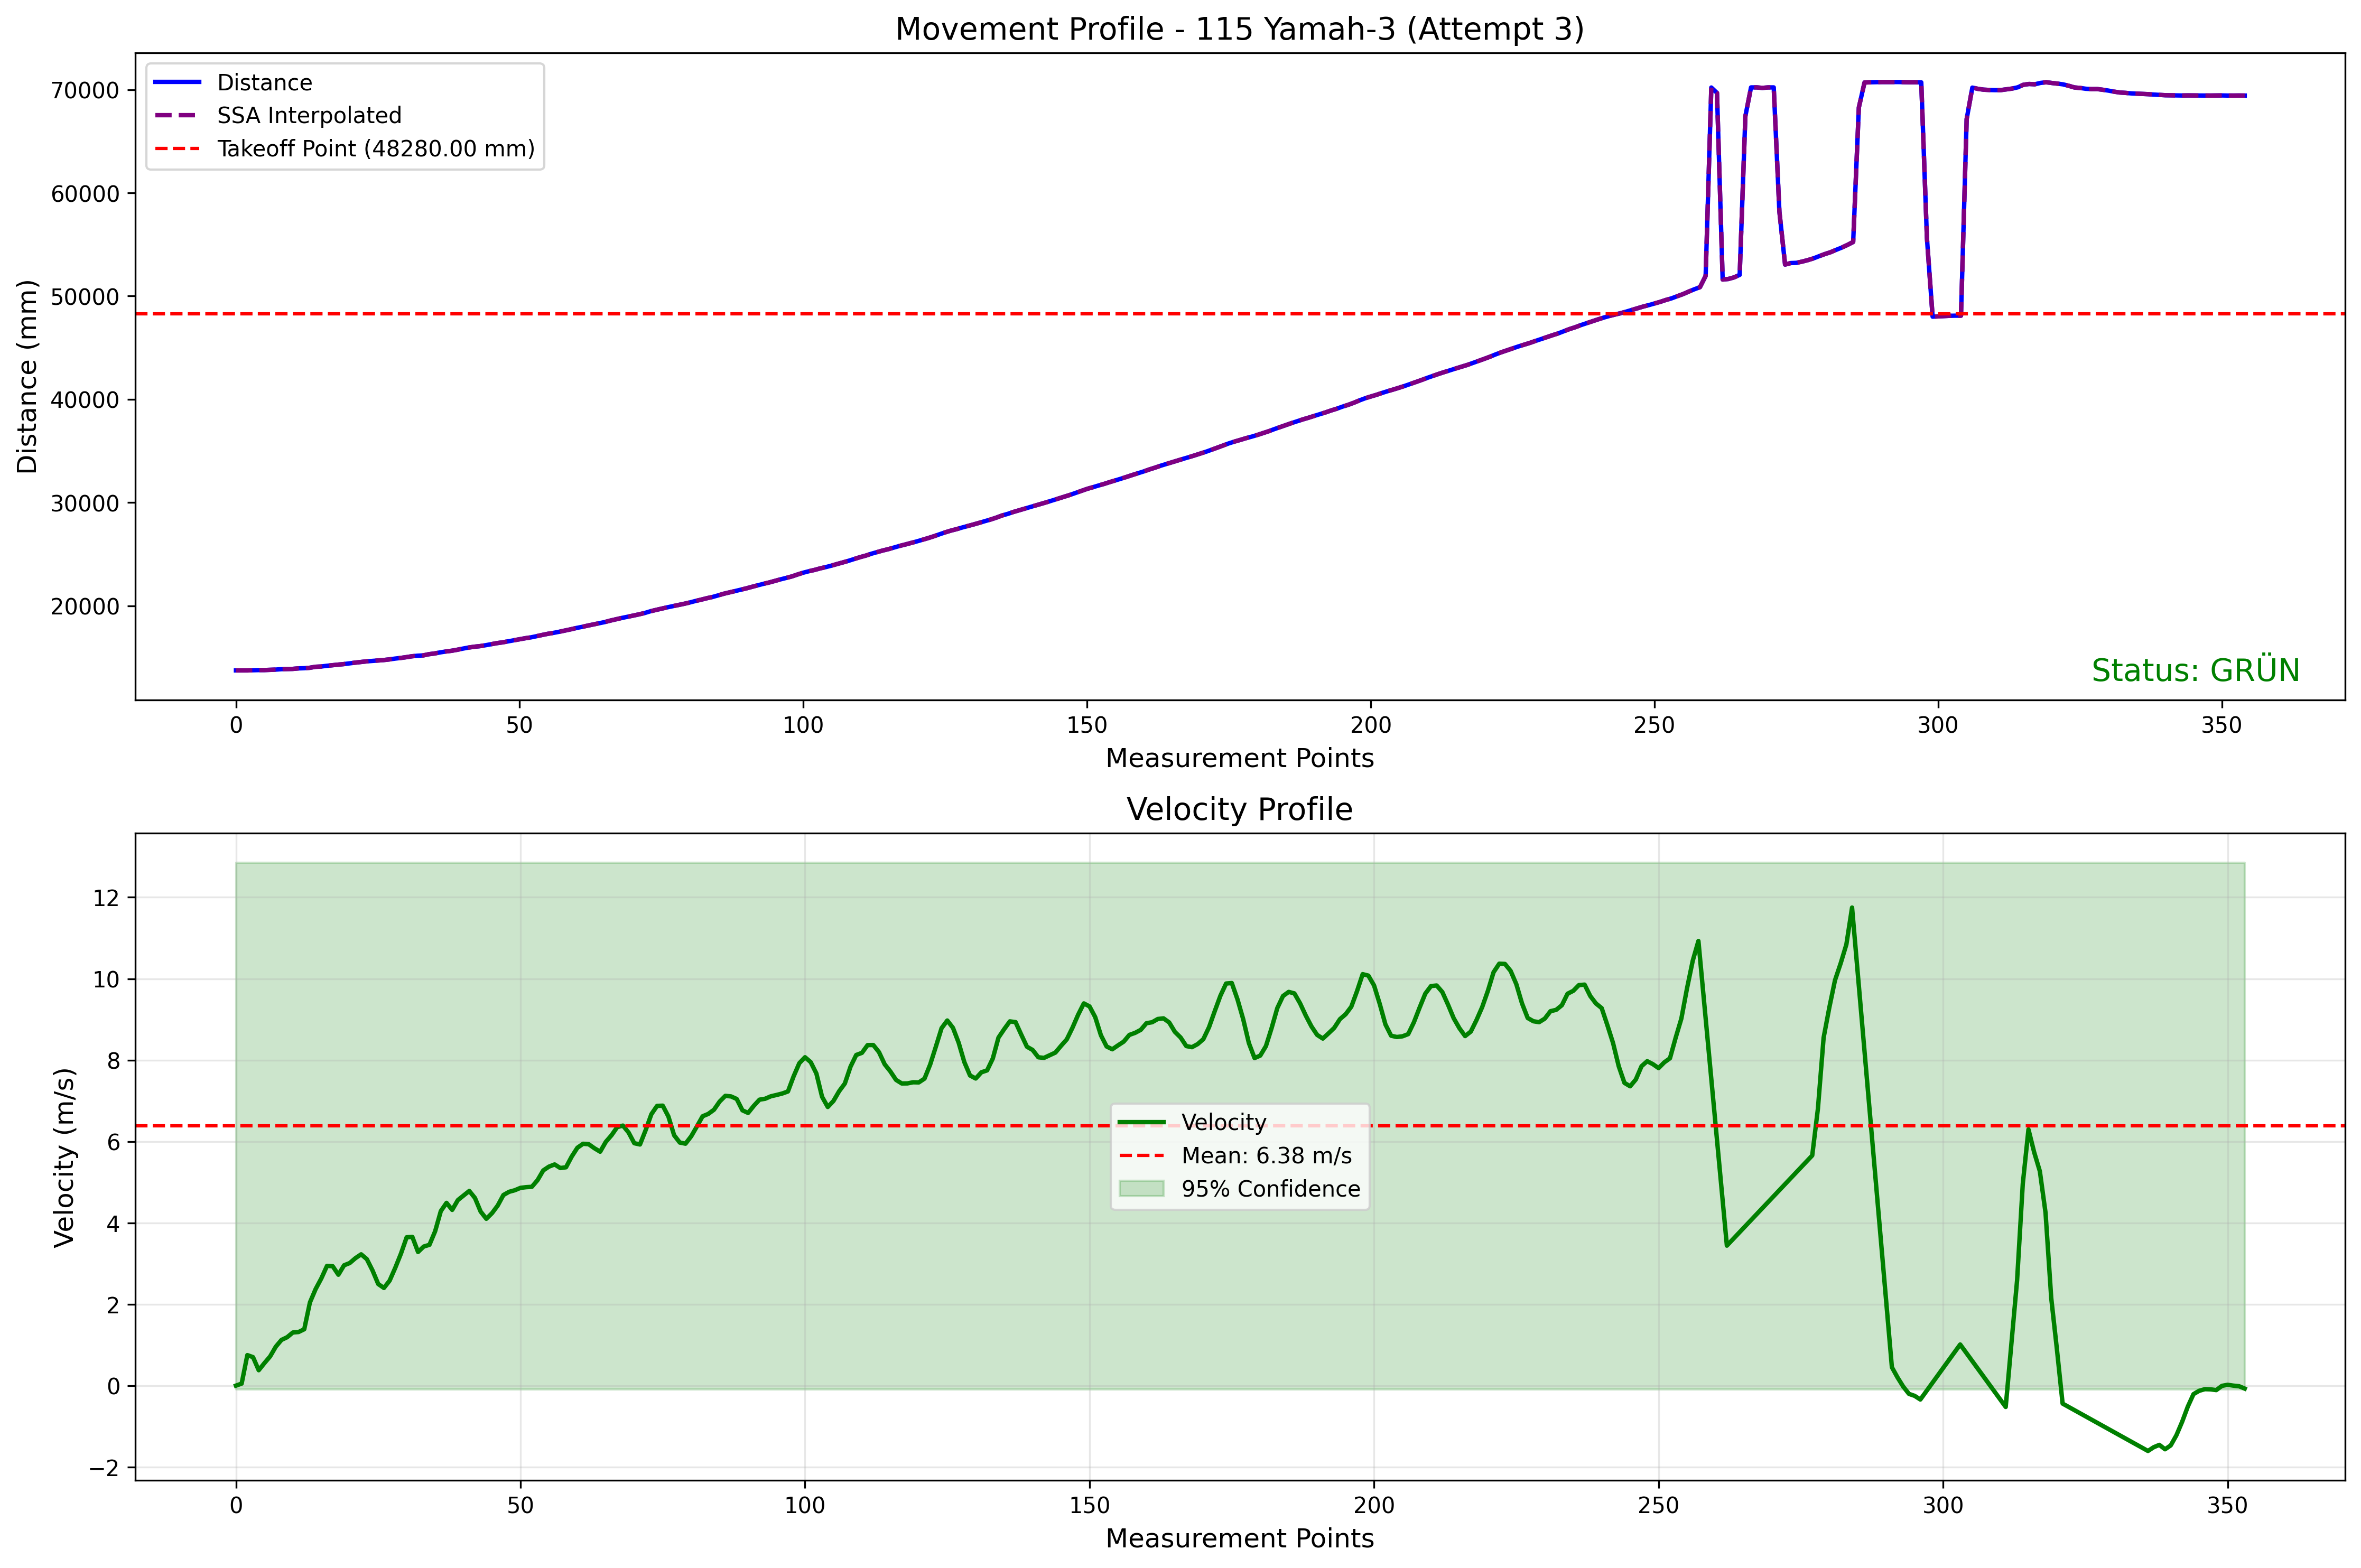 Movement Profile - 115 Yamah-3 (Attempt 3)
Distance
SSA Interpolated
Takeoff Point (48280.00 mm)
Distance (mm)
70000
60000
50000
40000
30000
20000
Status: GRÜN
0 50 100 150 200 250 300 350
Measurement Points
Velocity Profile
Velocity (m/s)
12
10
8
6
4
2
0
−2
Velocity
Mean: 6.38 m/s
95% Confidence
0 50 100 150 200 250 300 350
Measurement Points